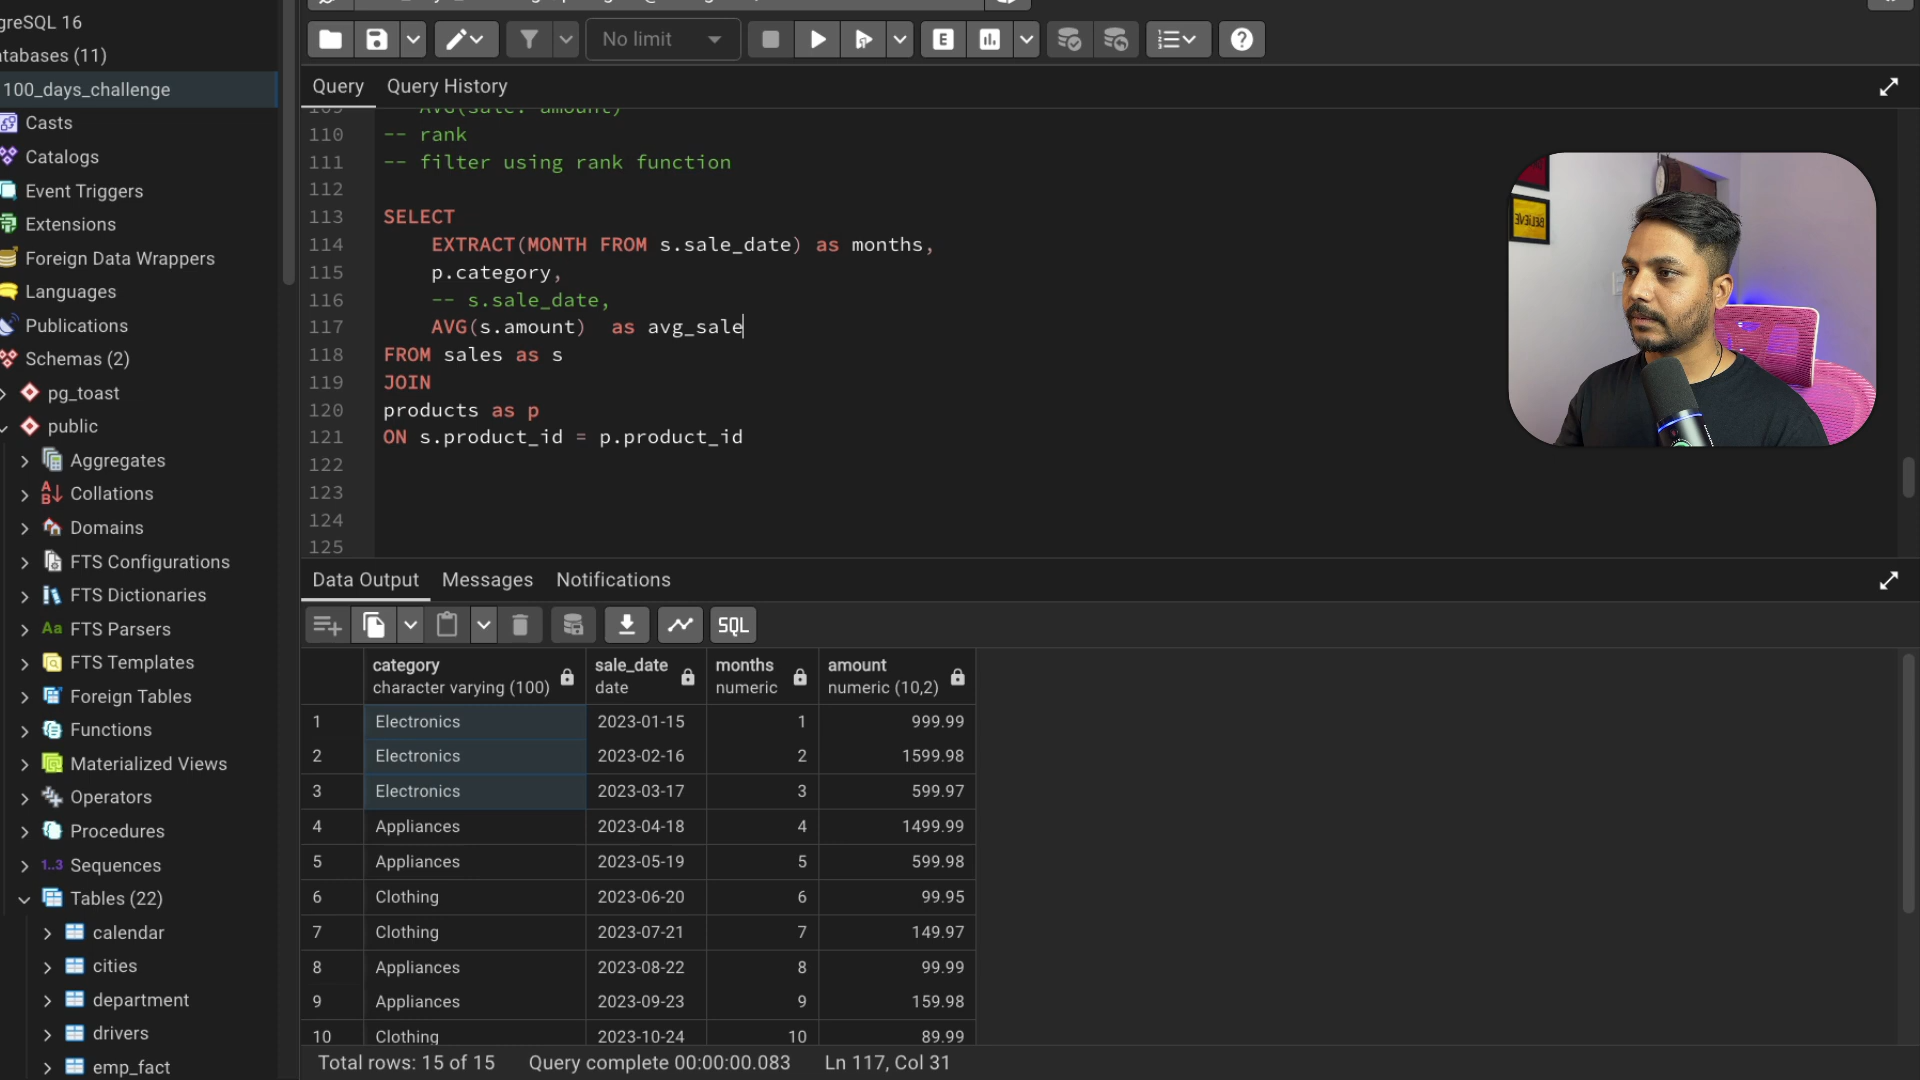 greSQL 16
atabases (11)
100_days_challenge
Casts
Catalogs
Event Triggers
Extensions
Foreign Data Wrappers
Languages
Publications
Schemas (2)
pg_toast
public
Aggregates
Collations
Domains
FTS Configurations
FTS Dictionaries
Aa FTS Parsers
FTS Templates
Foreign Tables
Functions
Materialized Views
Operators
Procedures
1..3 Sequences
Tables (22)
calendar
cities
department
drivers
emp_fact
No limit
E
Query Query History
109 AVG(sale. amount)
110 -- rank
111 -- filter using rank function
112
113 SELECT
114 EXTRACT(MONTH FROM s.sale_date) as months,
115 p.category,
116 -- s.sale_date,
117 AVG(s.amount)  as avg_sale
118 FROM sales as s
119 JOIN
120 products as p
121 ON s.product_id = p.product_id
122
123
124
125
BELIEVE
Data Output Messages Notifications
SQL
category sale_date months amount
character varying (100) date numeric numeric (10,2)
1 Electronics 2023-01-15 1 999.99
2 Electronics 2023-02-16 2 1599.98
3 Electronics 2023-03-17 3 599.97
4 Appliances 2023-04-18 4 1499.99
5 Appliances 2023-05-19 5 599.98
6 Clothing 2023-06-20 6 99.95
7 Clothing 2023-07-21 7 149.97
8 Appliances 2023-08-22 8 99.99
9 Appliances 2023-09-23 9 159.98
10 Clothing 2023-10-24 10 89.99
Total rows: 15 of 15 Query complete 00:00:00.083 Ln 117, Col 31